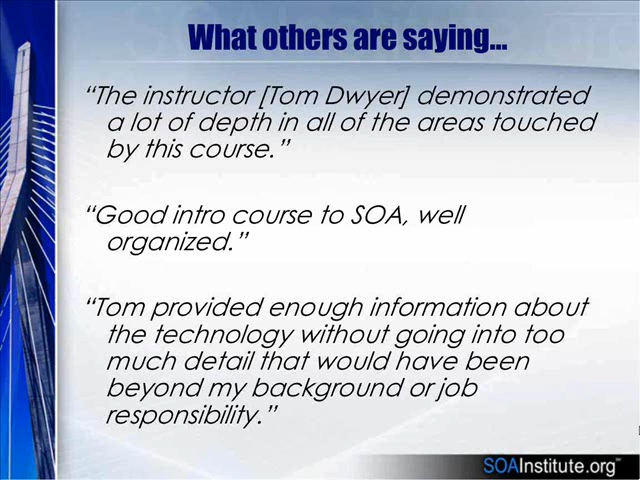 What others are saying...
“The instructor [Tom Dwyer] demonstrated
a lot of depth in all of the areas touched
by this course.”
“Good intro course to SOA, well
organized.”
“Tom provided enough information about
the technology without going into too
much detail that would have been
beyond my background or job
responsibility.”
SOAInstitute.org